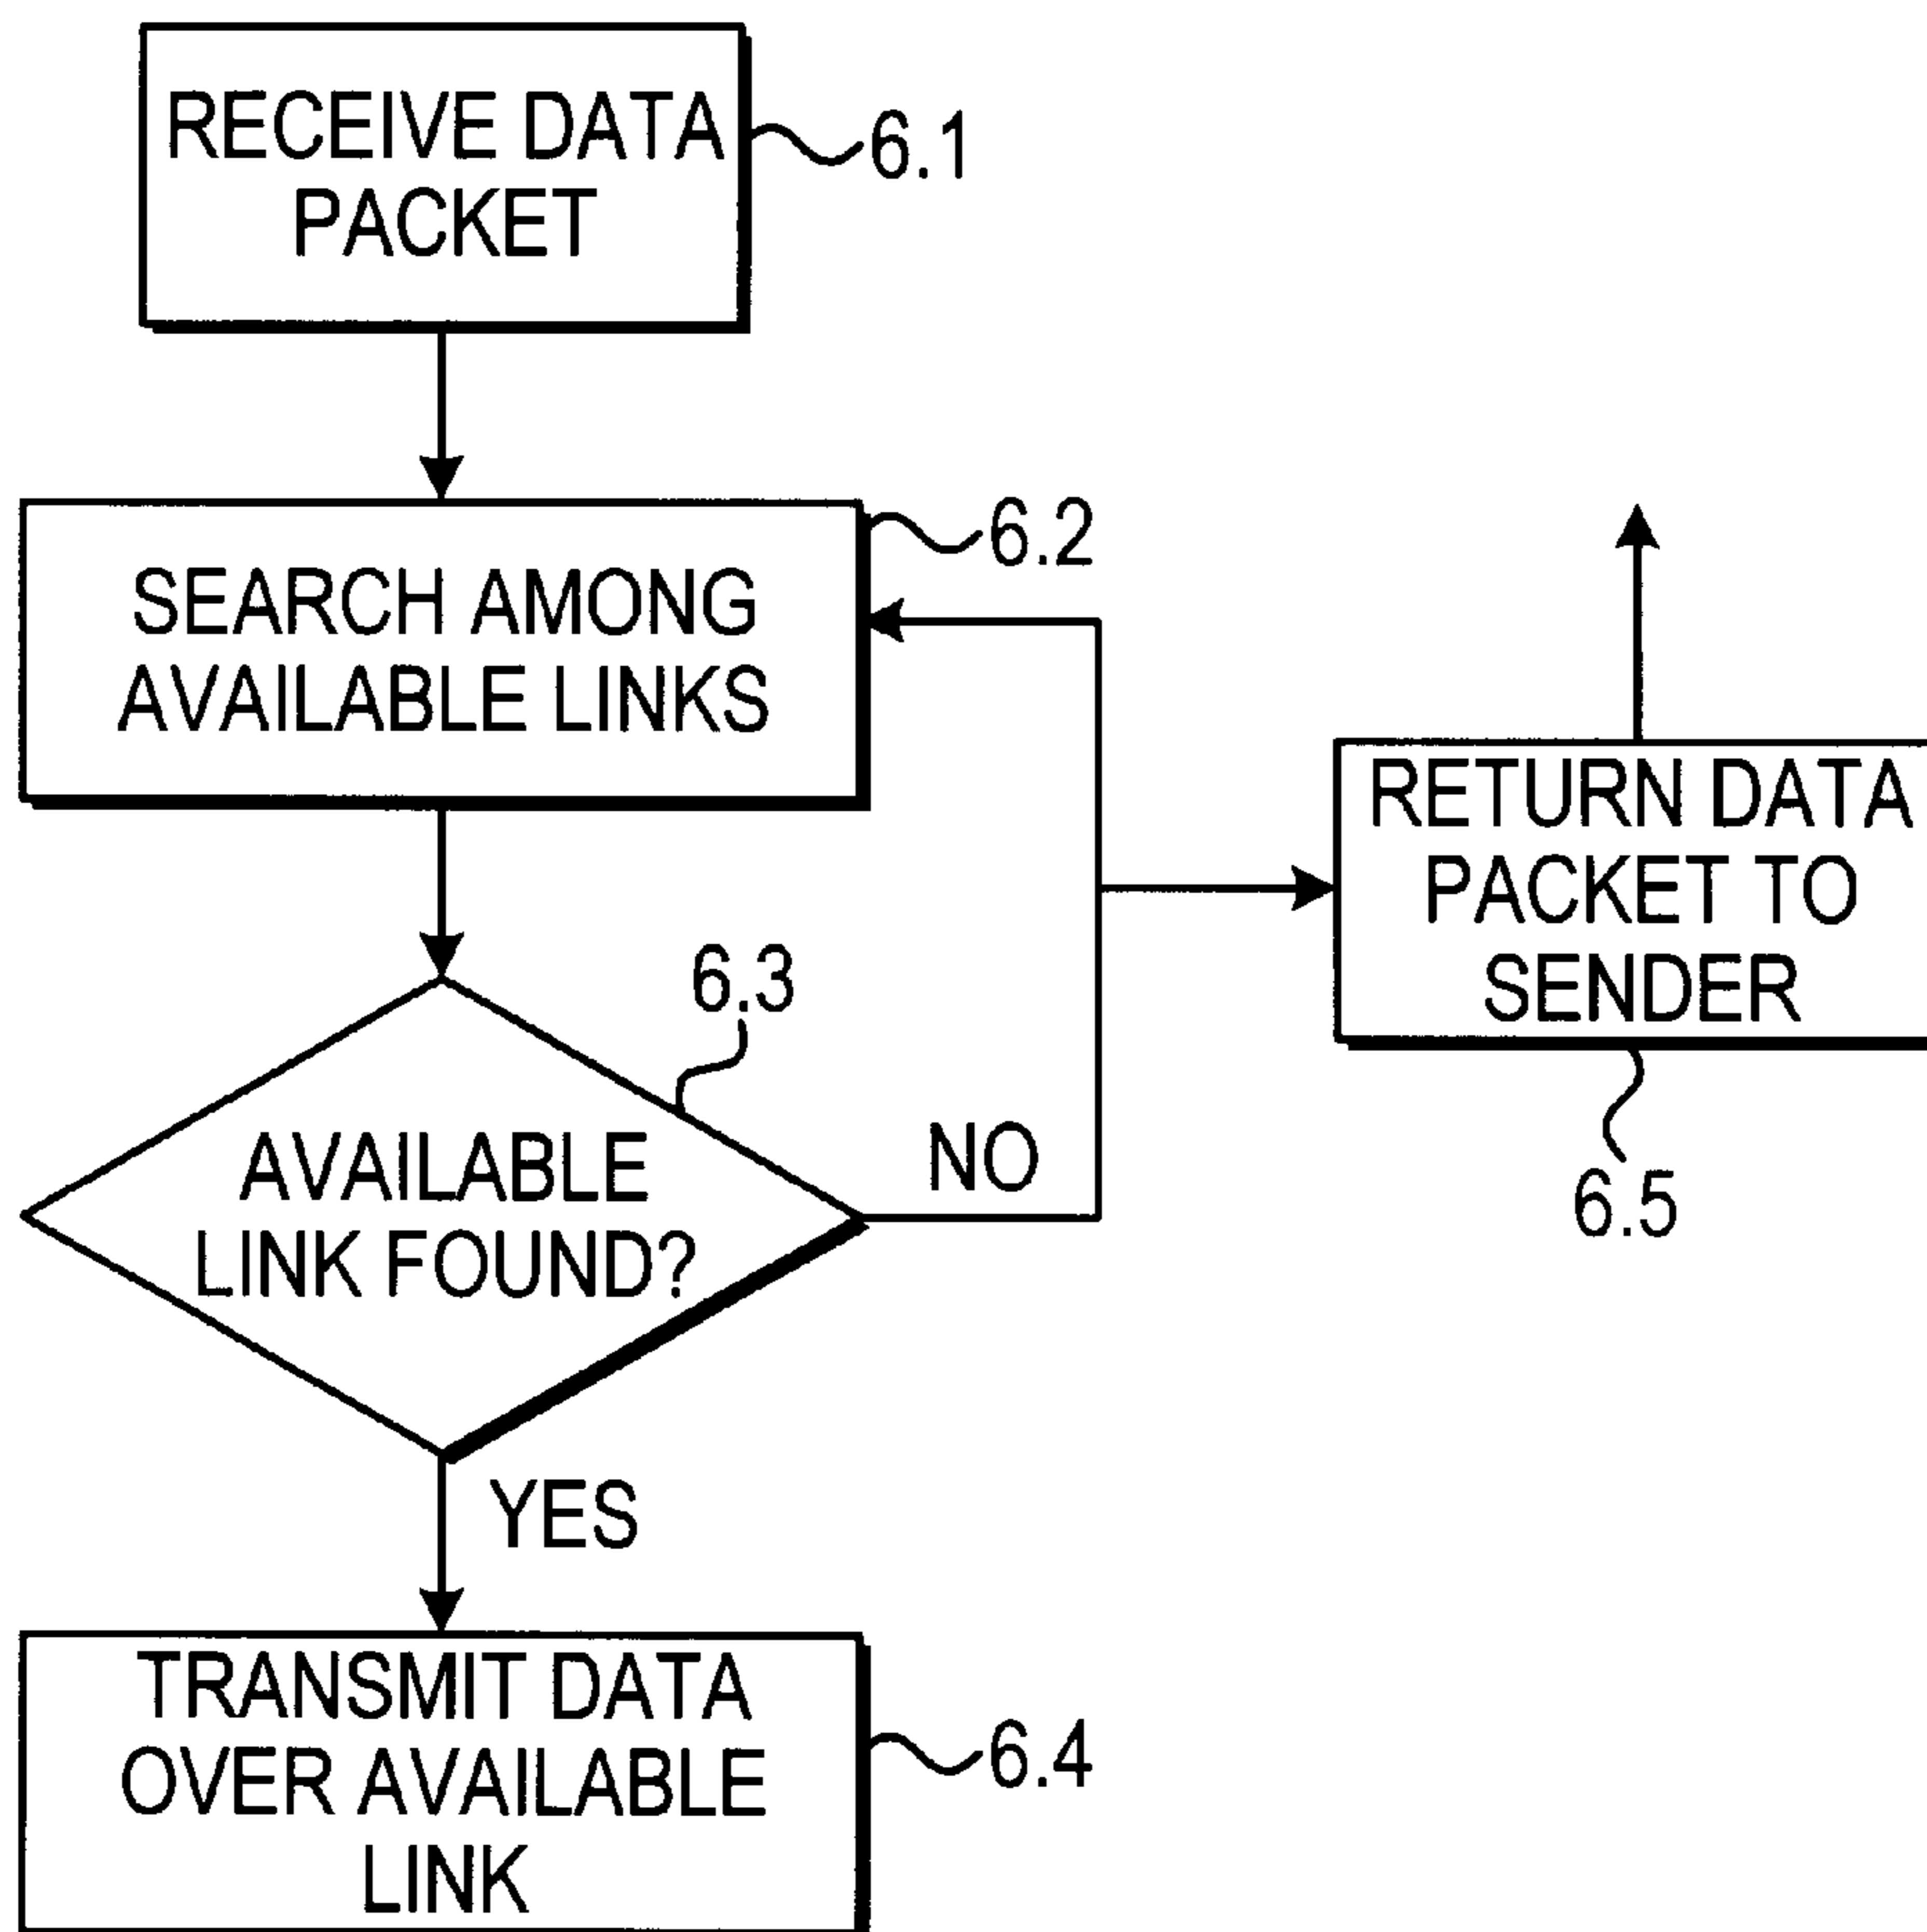 RECEIVE DATA
PACKET
6.1
SEARCH AMONG
AVAILABLE LINKS
6.2
AVAILABLE
LINK FOUND?
6.3
NO
YES
TRANSMIT DATA
OVER AVAILABLE
LINK
6.4
RETURN DATA
PACKET TO
SENDER
6.5